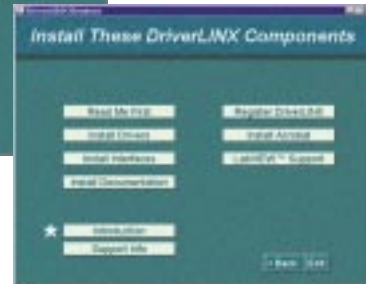 Install These DriverLINX Components
Read Me First
Install Drivers
Install Interfaces
Install Documentation
Register DriverLINX
Install Acrobat
LabVIEW™ Support
Introduction
Support Info
< Back
Exit